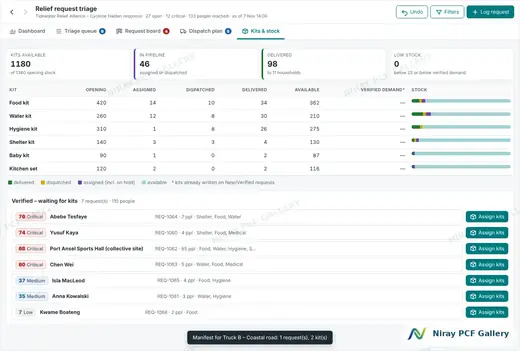 Relief request triage
Tidewater Relief Alliance – Cyclone Halden response · 27 open · 12 critical · 133 people reached · as of 7 Nov 14:00
Undo
Filters
+ Log request
Dashboard
Triage queue
Request board
Dispatch plan
Kits & stock
KITS AVAILABLE
1180
of 1340 opening stock
IN PIPELINE
46
assigned or dispatched
DELIVERED
98
to 11 households
LOW STOCK
0
below 25 or below verified demand
KIT OPENING ASSIGNED DISPATCHED DELIVERED AVAILABLE VERIFIED DEMAND* STOCK
Food kit 420 14 10 34 362 —
Water kit 260 12 8 30 210 —
Hygiene kit 310 1 8 26 275 —
Shelter kit 140 3 3 4 130 —
Baby kit 90 1 0 2 87 —
Kitchen set 120 2 0 2 116 —
delivered dispatched assigned (incl. on hold) available * kits already written on New/Verified requests
Verified – waiting for kits 7 request(s) · 110 people
76 Critical Abebe Tesfaye REQ-1064 · 7 ppl · Shelter, Food, Water Assign kits
74 Critical Yusuf Kaya REQ-1060 · 4 ppl · Shelter, Food, Medical Assign kits
68 Critical Port Ansel Sports Hall (collective site) REQ-1062 · 85 ppl · Food, Water, Hygiene, S… Assign kits
60 Critical Chen Wei REQ-1063 · 5 ppl · Water, Food, Medical Assign kits
37 Medium Isla MacLeod REQ-1065 · 4 ppl · Food, Hygiene Assign kits
35 Medium Anna Kowalski REQ-1061 · 3 ppl · Water, Hygiene Assign kits
7 Low Kwame Boateng REQ-1066 · 2 ppl · Food Assign kits
Manifest for Truck B – Coastal road: 1 request(s), 2 kit(s)
Niray PCF Gallery